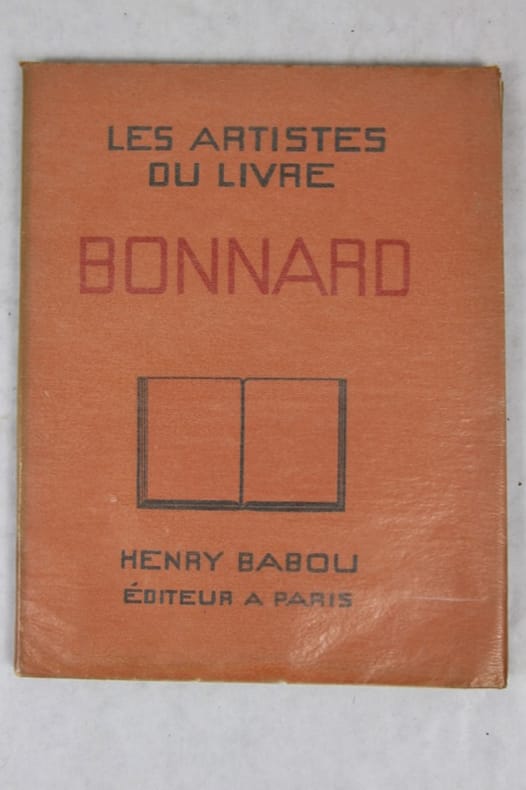 LES ARTISTES
DU LIVRE
BONNARD
HENRY BABOU
ÉDITEUR A PARIS